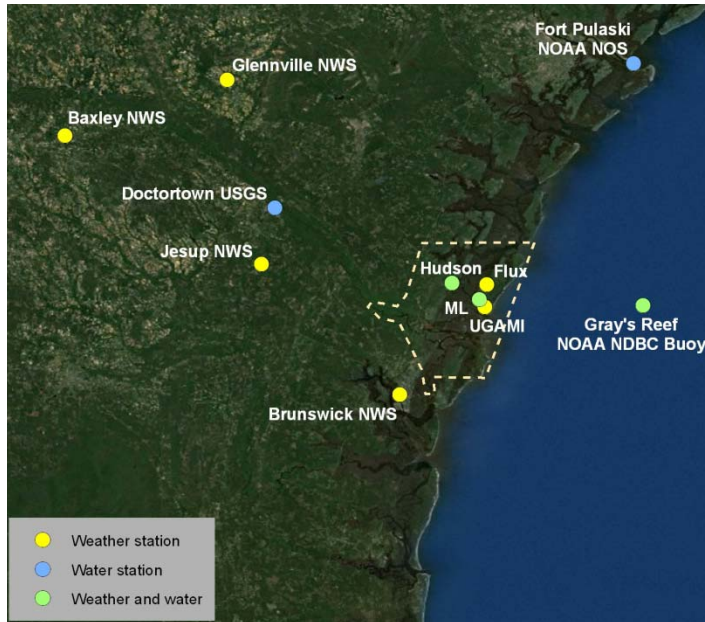 Fort Pulaski
NOAA NOS
Glennville NWS
Baxley NWS
Doctortown USGS
Jesup NWS
Hudson
Flux
ML
UGAMI
Gray's Reef
NOAA NDBC Buoy
Brunswick NWS
Weather station
Water station
Weather and water